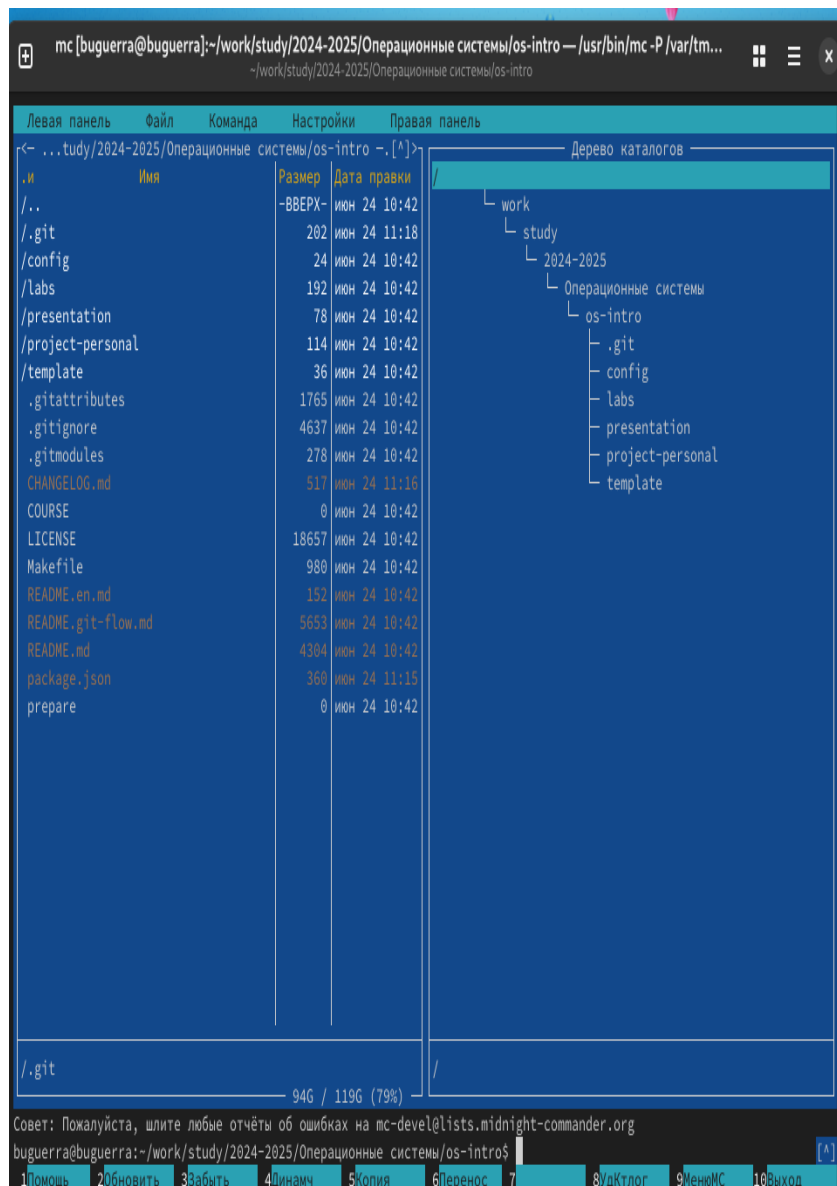 mc [buguerra@buguerra]:~/work/study/2024-2025/Операционные системы/os-intro — /usr/bin/mc -P /var/tm...
~/work/study/2024-2025/Операционные системы/os-intro
Левая панель Файл Команда Настройки Правая панель
<- ...tudy/2024-2025/Операционные системы/os-intro -.[^]>
.и Имя Размер Дата правки
/.. -ВВЕРХ- июн 24 10:42
/.git 202 июн 24 11:18
/config 24 июн 24 10:42
/labs 192 июн 24 10:42
/presentation 78 июн 24 10:42
/project-personal 114 июн 24 10:42
/template 36 июн 24 10:42
.gitattributes 1765 июн 24 10:42
.gitignore 4637 июн 24 10:42
.gitmodules 278 июн 24 10:42
CHANGELOG.md 517 июн 24 11:16
COURSE 0 июн 24 10:42
LICENSE 18657 июн 24 10:42
Makefile 980 июн 24 10:42
README.en.md 152 июн 24 10:42
README.git-flow.md 5653 июн 24 10:42
README.md 4304 июн 24 10:42
package.json 360 июн 24 11:15
prepare 0 июн 24 10:42
/.git
94G / 119G (79%)
Дерево каталогов
/
work
study
2024-2025
Операционные системы
os-intro
.git
config
labs
presentation
project-personal
template
/
Совет: Пожалуйста, шлите любые отчёты об ошибках на mc-devel@lists.midnight-commander.org
buguerra@buguerra:~/work/study/2024-2025/Операционные системы/os-intro$ [^]
1Помощь 2Обновить 3Забыть 4Динамч 5Копия 6Перенос 7 8УдКтлог 9МенюМС 10Выход